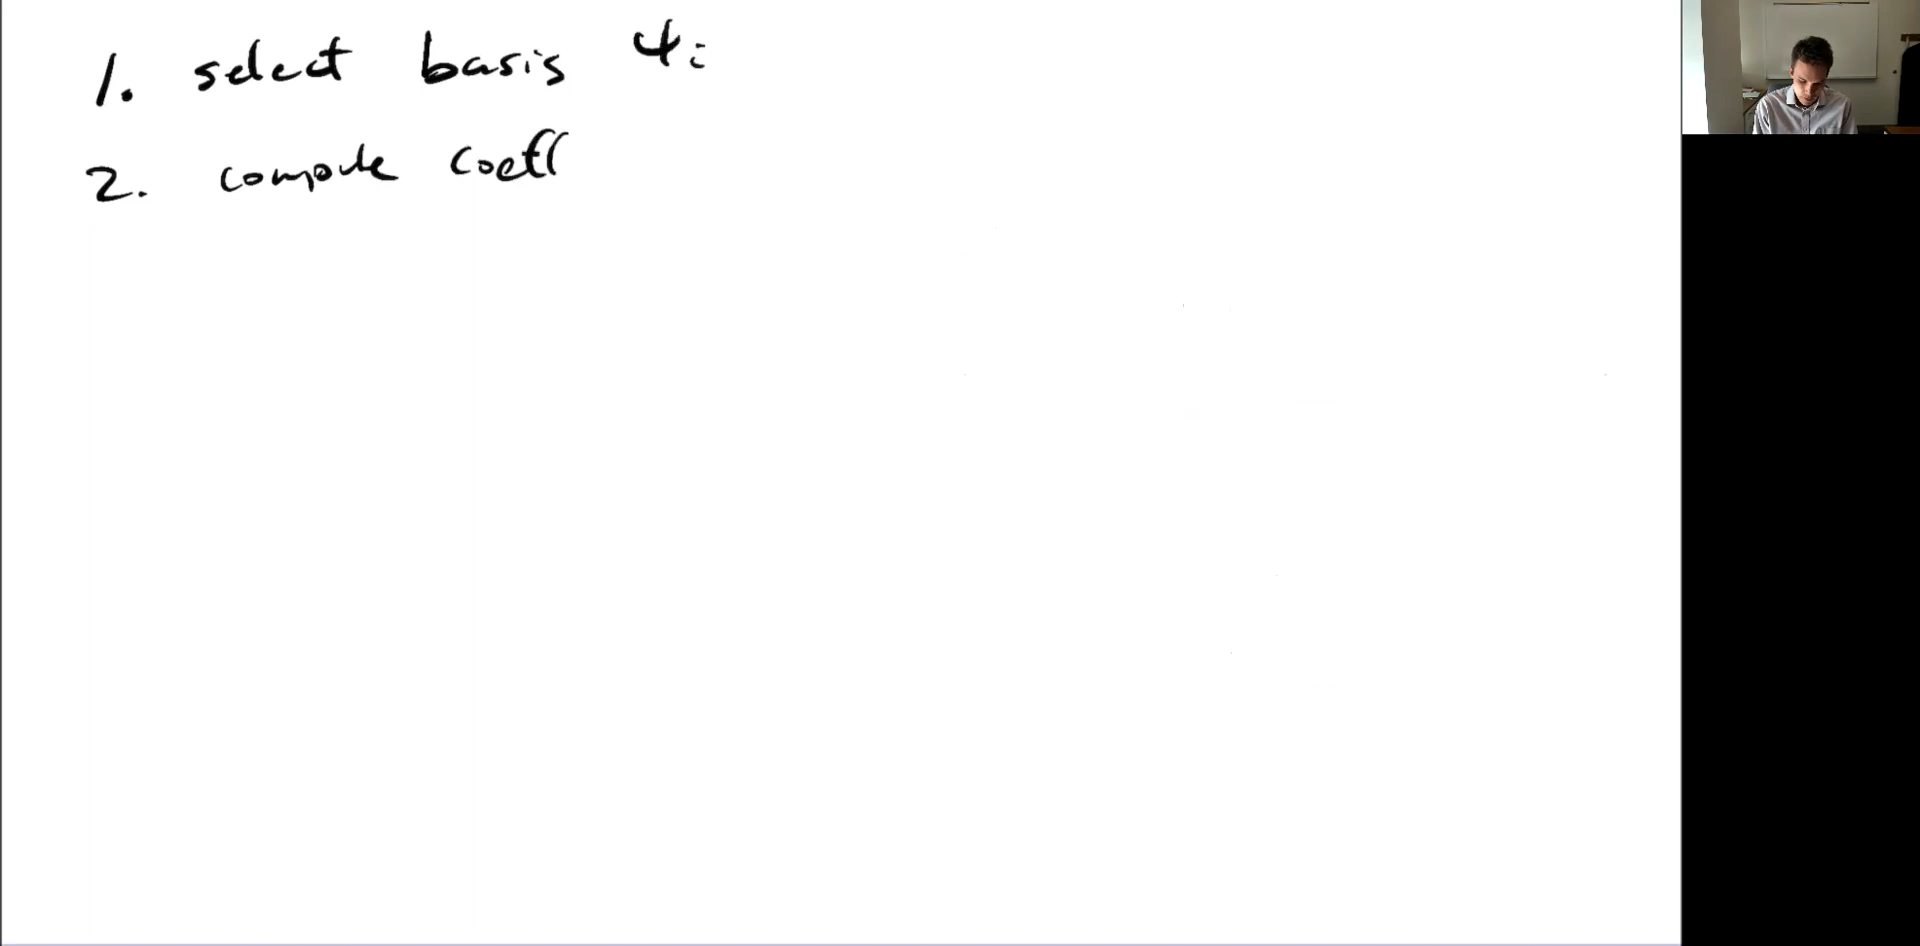 1. select basis ψi
2. compute coeff